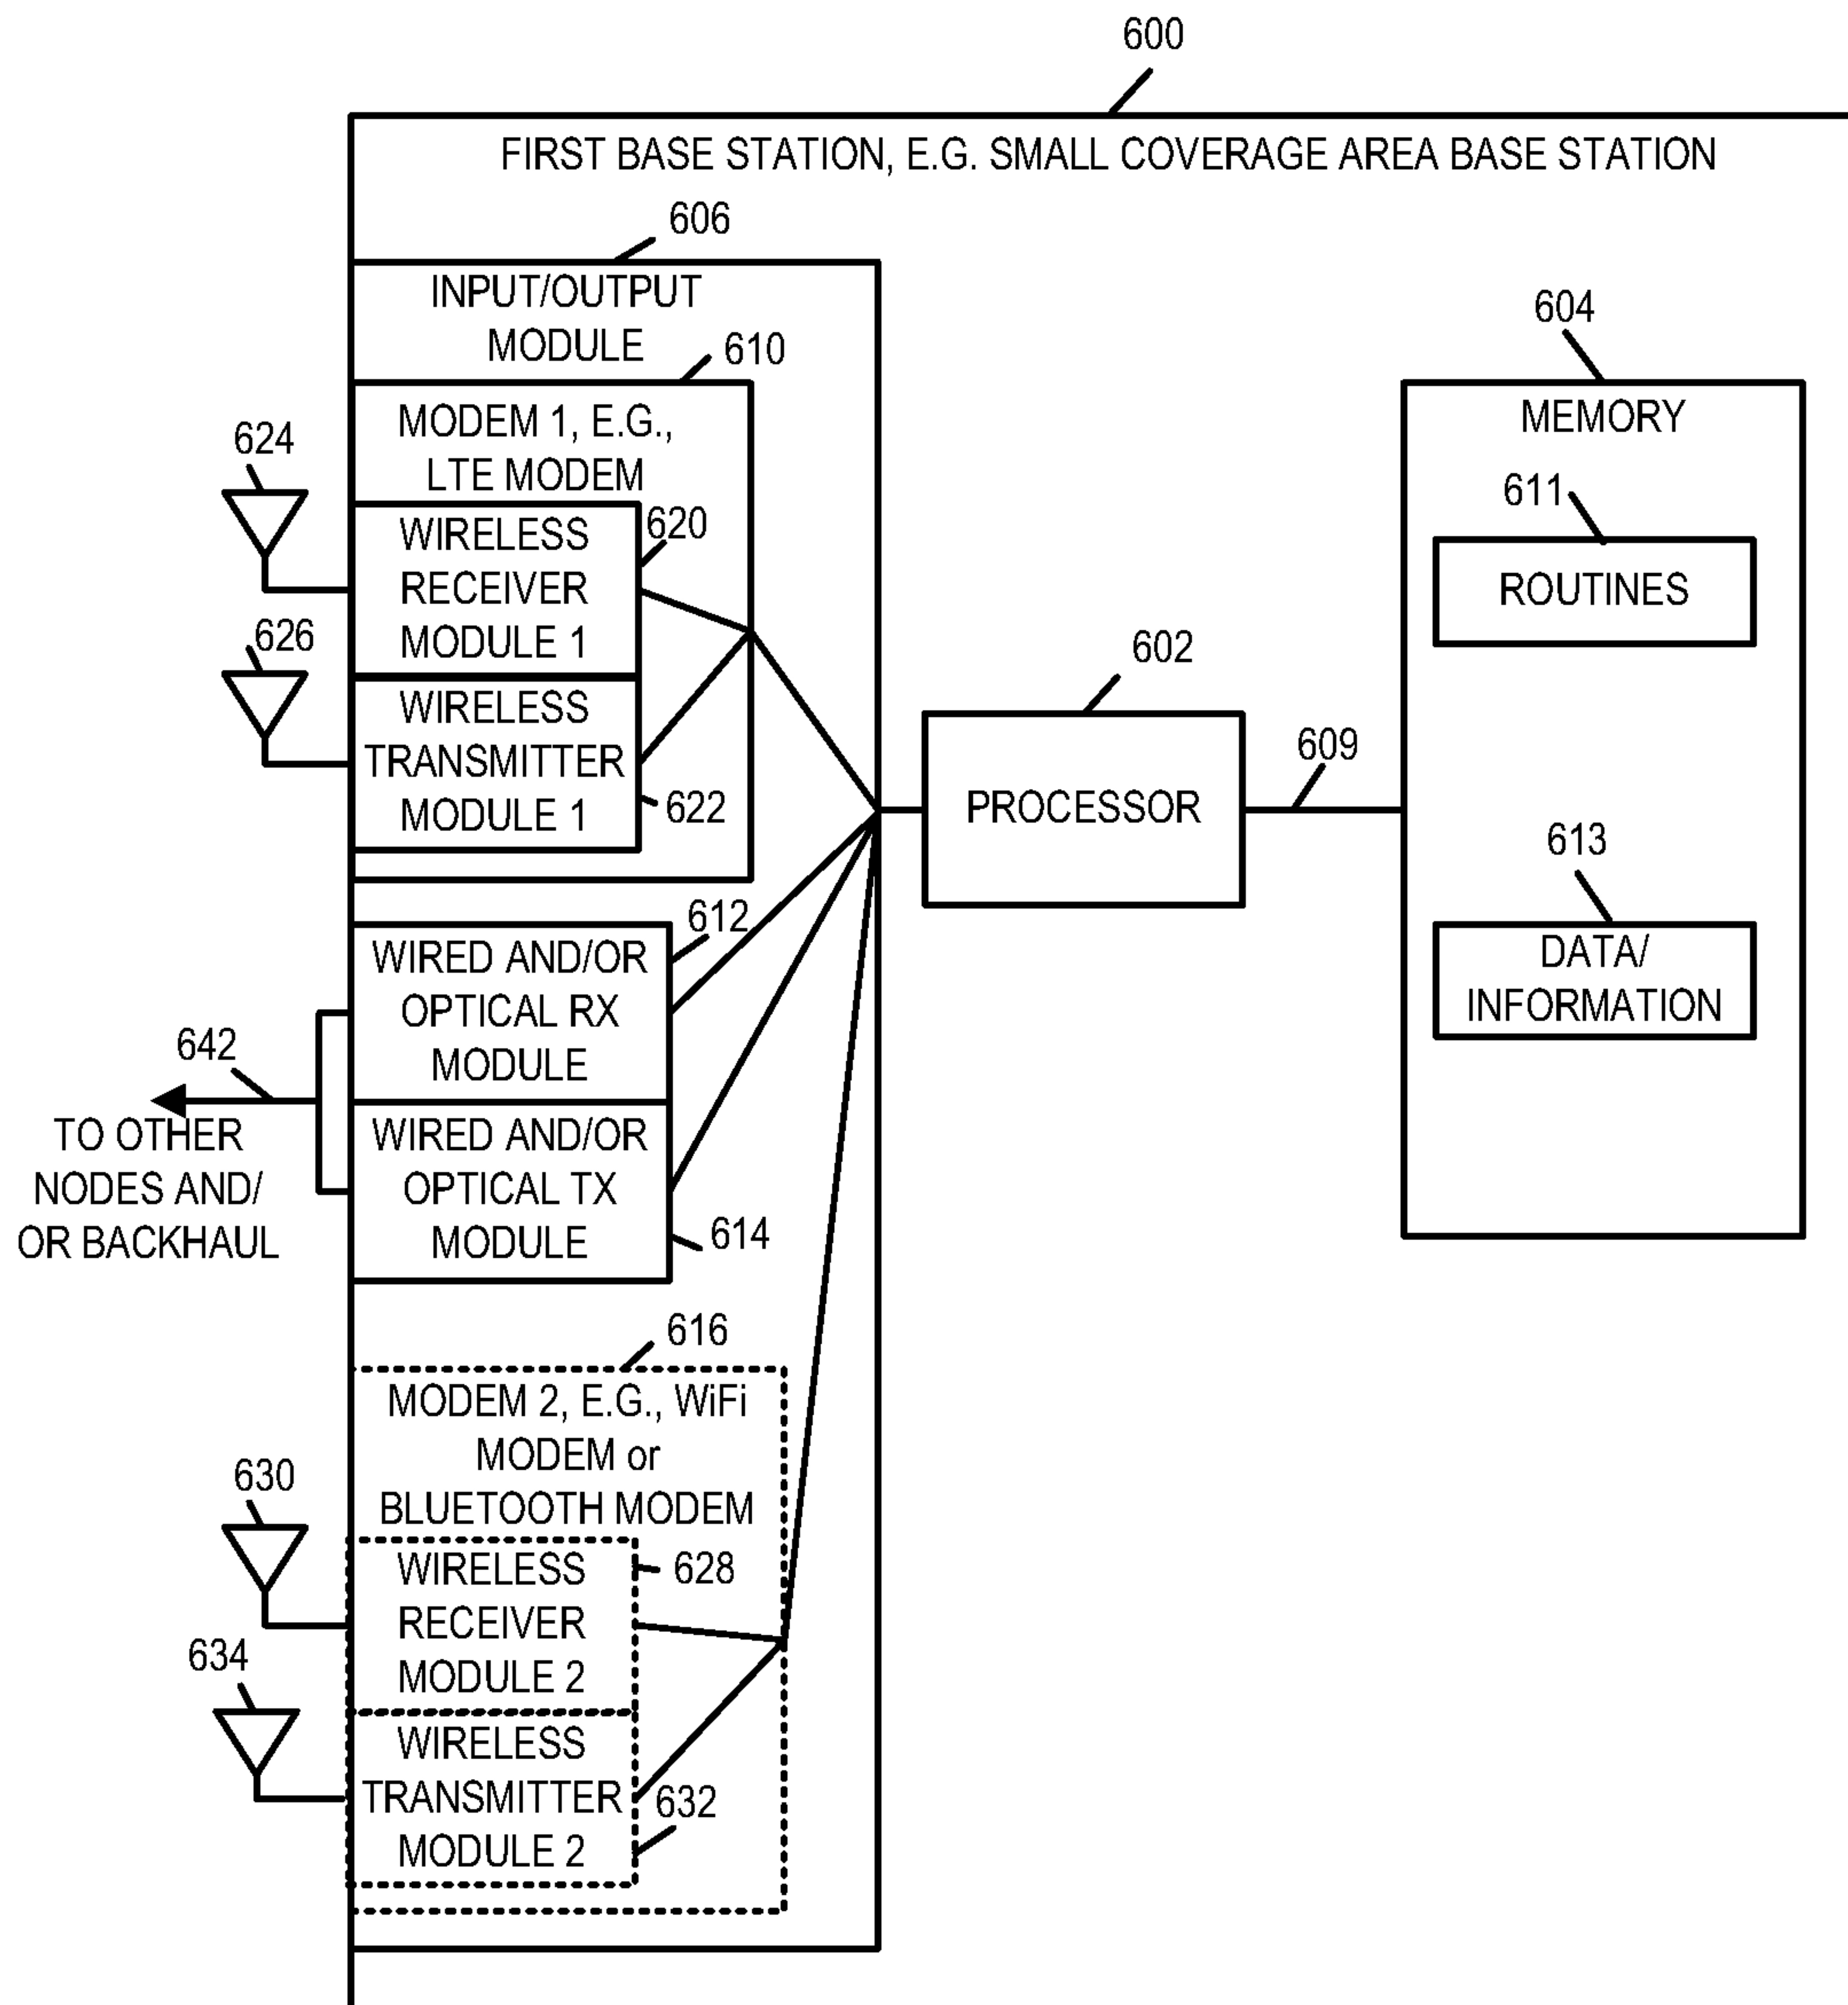 600
FIRST BASE STATION, E.G. SMALL COVERAGE AREA BASE STATION
606
INPUT/OUTPUT
MODULE
610
MODEM 1, E.G.,
LTE MODEM
624
WIRELESS
RECEIVER
MODULE 1
620
626
WIRELESS
TRANSMITTER
MODULE 1
622
612
WIRED AND/OR
OPTICAL RX
MODULE
642
TO OTHER
NODES AND/
OR BACKHAUL
WIRED AND/OR
OPTICAL TX
MODULE
614
616
MODEM 2, E.G., WiFi
MODEM or
BLUETOOTH MODEM
630
WIRELESS
RECEIVER
MODULE 2
628
634
WIRELESS
TRANSMITTER
MODULE 2
632
602
PROCESSOR
609
604
MEMORY
611
ROUTINES
613
DATA/
INFORMATION